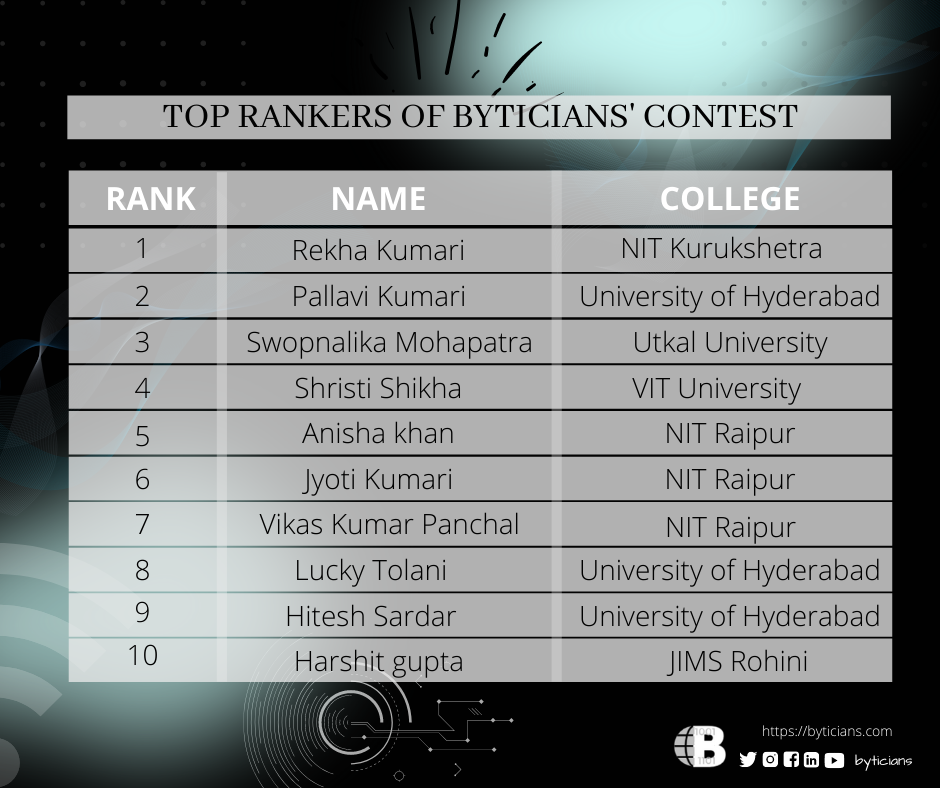 TOP RANKERS OF BYTICIANS' CONTEST
RANK NAME COLLEGE
1 Rekha Kumari NIT Kurukshetra
2 Pallavi Kumari University of Hyderabad
3 Swopnalika Mohapatra Utkal University
4 Shristi Shikha VIT University
5 Anisha khan NIT Raipur
6 Jyoti Kumari NIT Raipur
7 Vikas Kumar Panchal NIT Raipur
8 Lucky Tolani University of Hyderabad
9 Hitesh Sardar University of Hyderabad
10 Harshit gupta JIMS Rohini
B
https://byticians.com
byticians